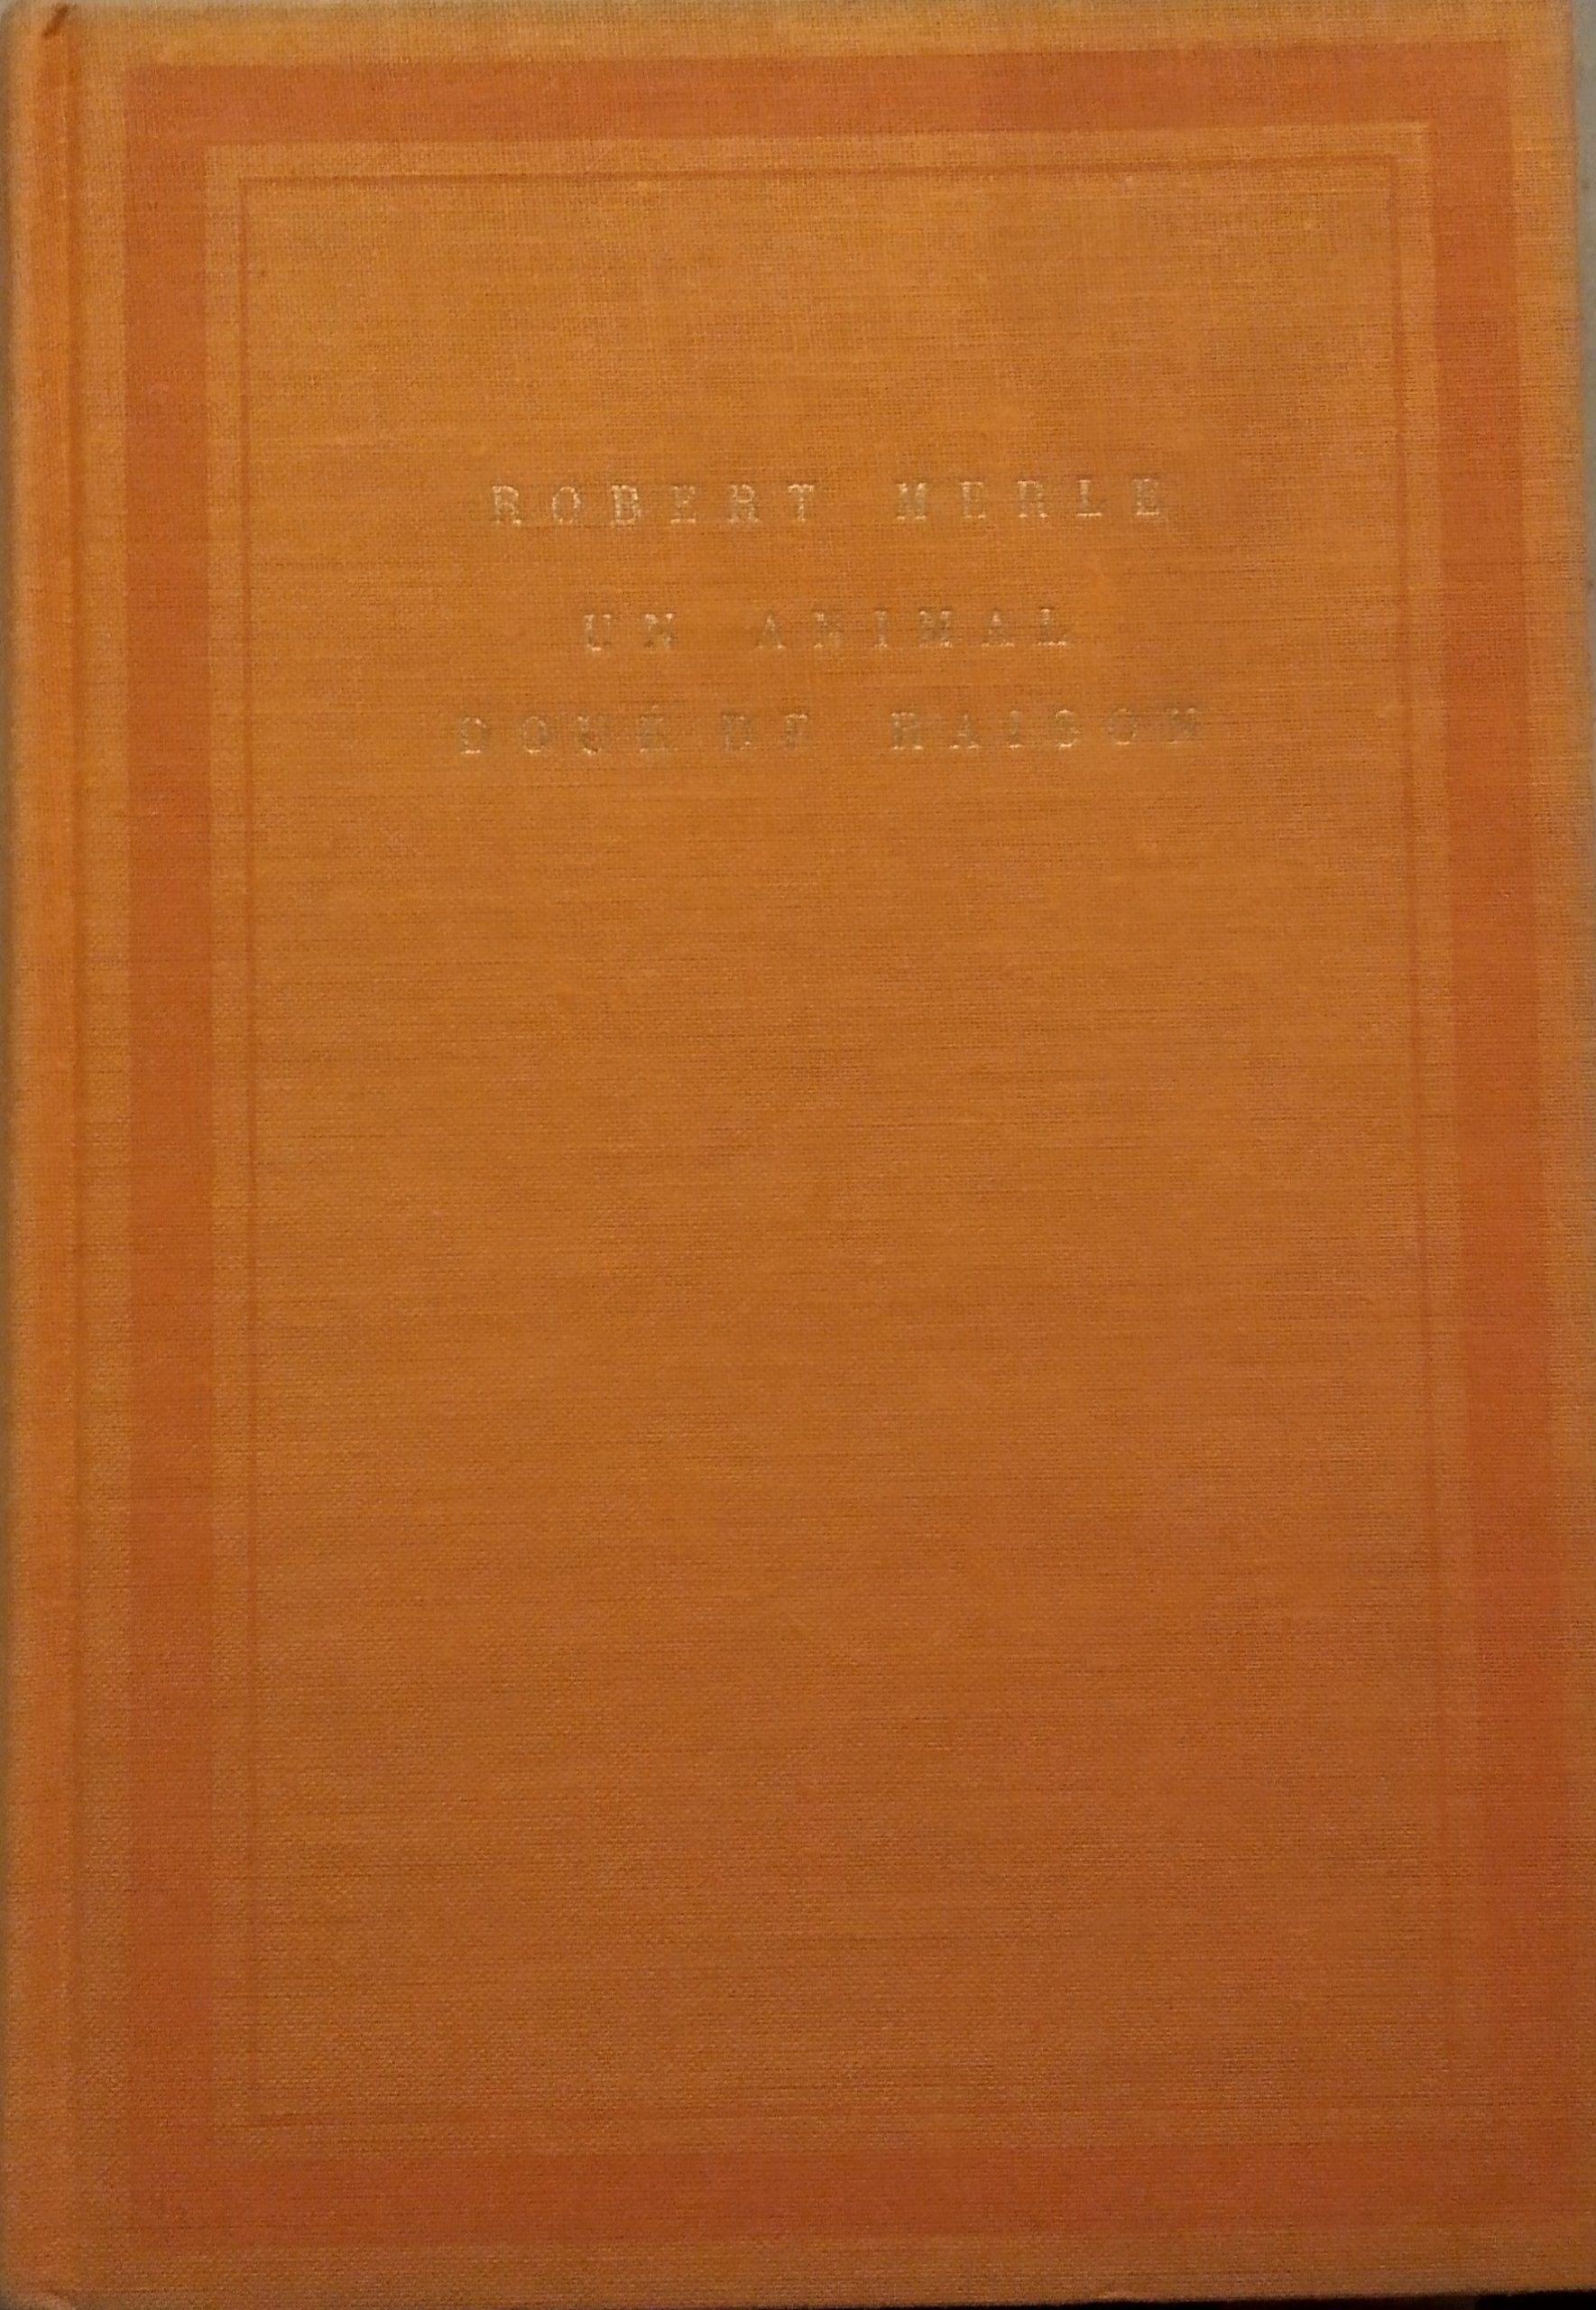 ROBERT MERLE
UN ANIMAL
DOUÉ DE RAISON